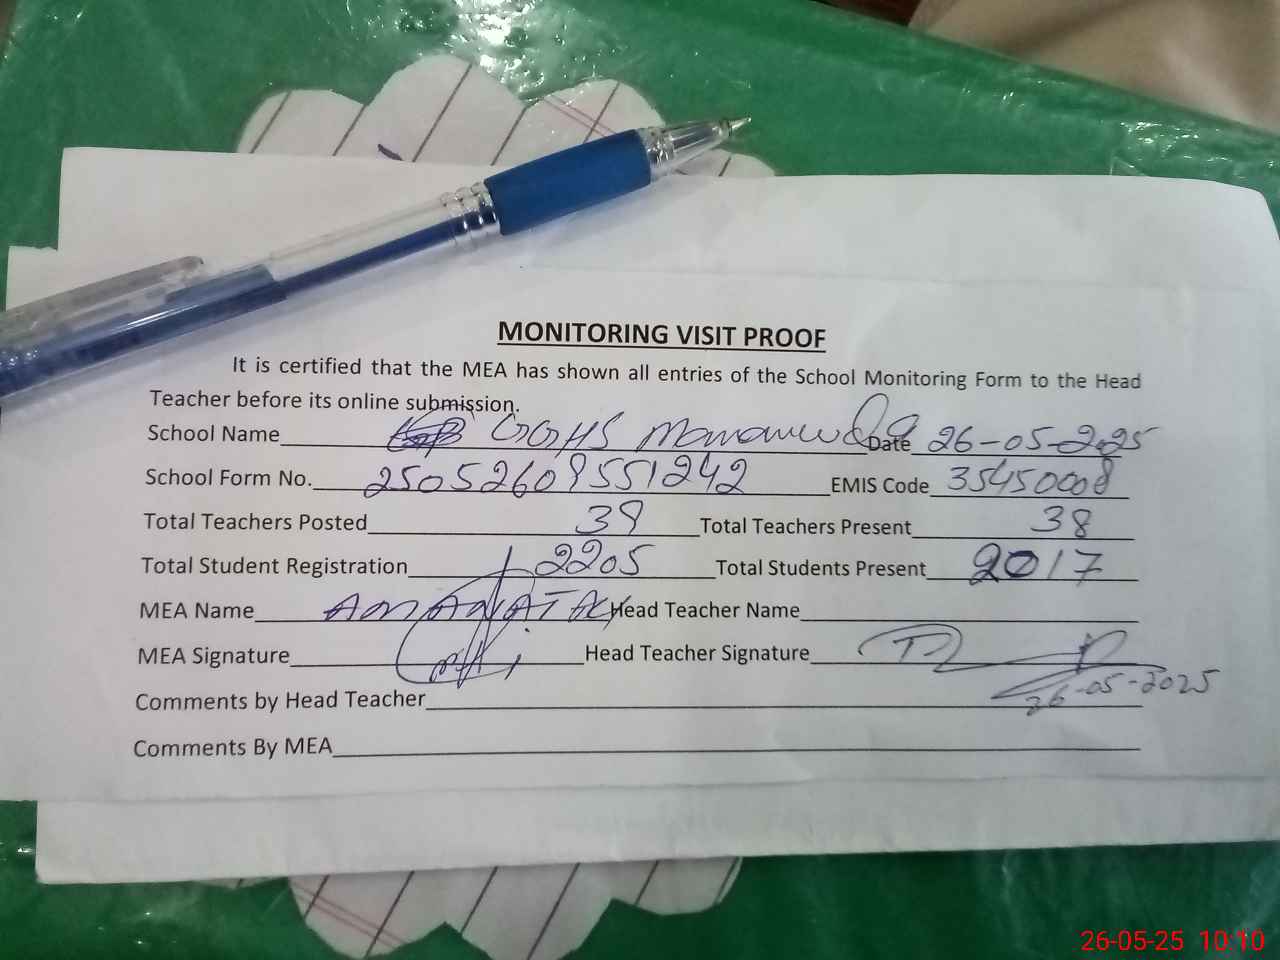 MONITORING VISIT PROOF
It is certified that the MEA has shown all entries of the School Monitoring Form to the Head
Teacher before its online submission.
School Name GGHS Date 26-05-2025
School Form No. 25052609551242 EMIS Code 35450008
Total Teachers Posted 39 Total Teachers Present 38
Total Student Registration 2205 Total Students Present 2017
MEA Name Head Teacher Name
MEA Signature Head Teacher Signature
26-05-2025
Comments by Head Teacher
Comments By MEA
26-05-25 10:10